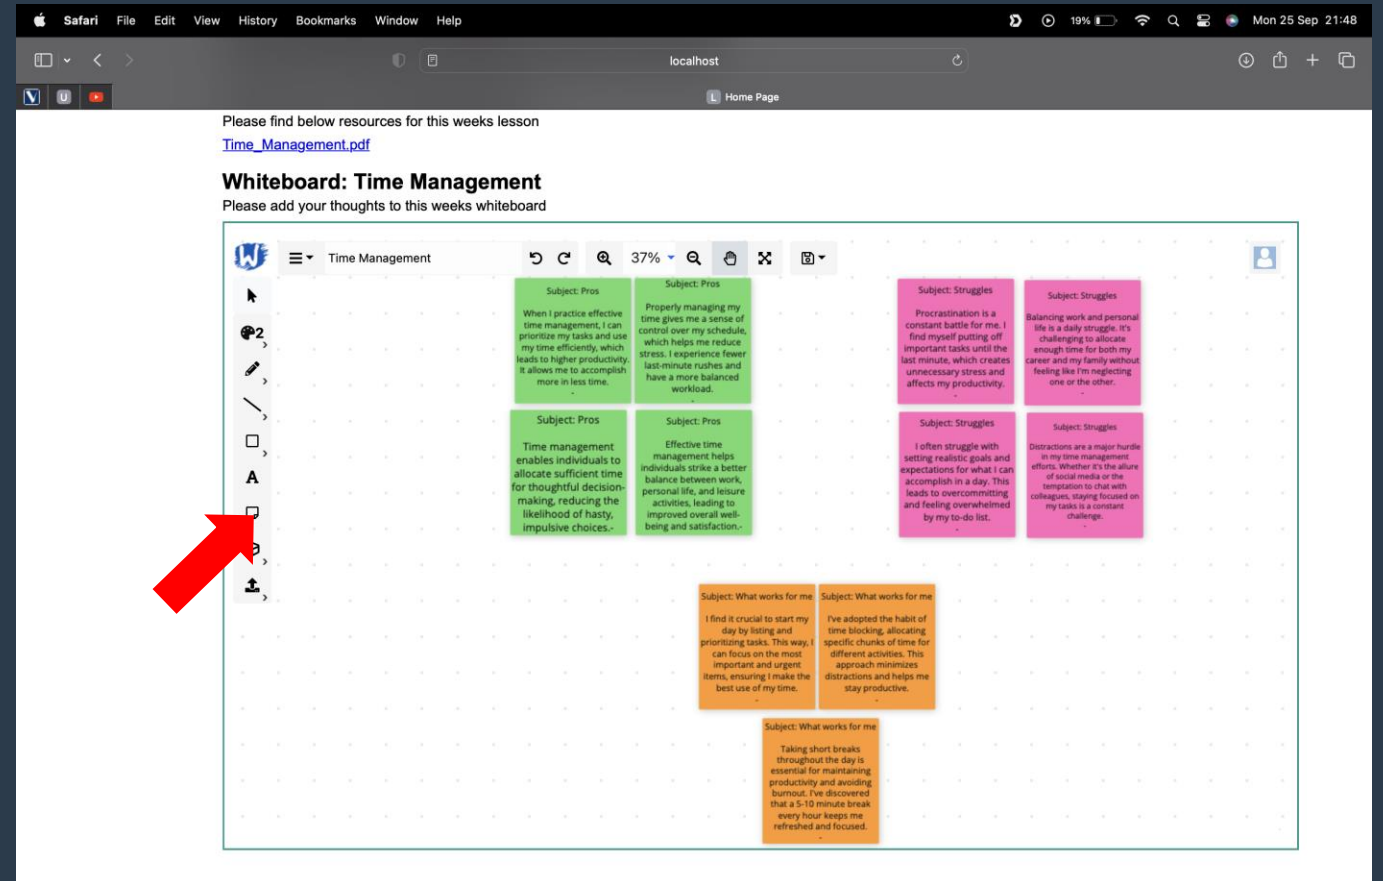 Safari File Edit View History Bookmarks Window Help 19% Mon 25 Sep 21:48
localhost
V U L Home Page
Please find below resources for this weeks lesson
Time_Management.pdf
Whiteboard: Time Management
Please add your thoughts to this weeks whiteboard
W Time Management 37%
2
A
Subject: Pros
When I practice effective
time management, I can
prioritize my tasks and use
my time efficiently, which
leads to higher productivity.
It allows me to accomplish
more in less time.
-
Subject: Pros
Properly managing my
time gives me a sense of
control over my schedule,
which helps me reduce
stress. I experience fewer
last-minute rushes and
have a more balanced
workload.
-
Subject: Struggles
Procrastination is a
constant battle for me. I
find myself putting off
important tasks until the
last minute, which creates
unnecessary stress and
affects my productivity.
-
Subject: Struggles
Balancing work and personal
life is a daily struggle. It's
challenging to allocate
enough time for both my
career and my family without
feeling like I'm neglecting
one or the other.
-
Subject: Pros
Time management
enables individuals to
allocate sufficient time
for thoughtful decision-
making, reducing the
likelihood of hasty,
impulsive choices.-
Subject: Pros
Effective time
management helps
individuals strike a better
balance between work,
personal life, and leisure
activities, leading to
improved overall well-
being and satisfaction.-
Subject: Struggles
I often struggle with
setting realistic goals and
expectations for what I can
accomplish in a day. This
leads to overcommitting
and feeling overwhelmed
by my to-do list.
-
Subject: Struggles
Distractions are a major hurdle
in my time management
efforts. Whether it's the allure
of social media or the
temptation to chat with
colleagues, staying focused on
my tasks is a constant
challenge.
-
Subject: What works for me
I find it crucial to start my
day by listing and
prioritizing tasks. This way, I
can focus on the most
important and urgent
items, ensuring I make the
best use of my time.
-
Subject: What works for me
I've adopted the habit of
time blocking, allocating
specific chunks of time for
different activities. This
approach minimizes
distractions and helps me
stay productive.
-
Subject: What works for me
Taking short breaks
throughout the day is
essential for maintaining
productivity and avoiding
burnout. I've discovered
that a 5-10 minute break
every hour keeps me
refreshed and focused.
-